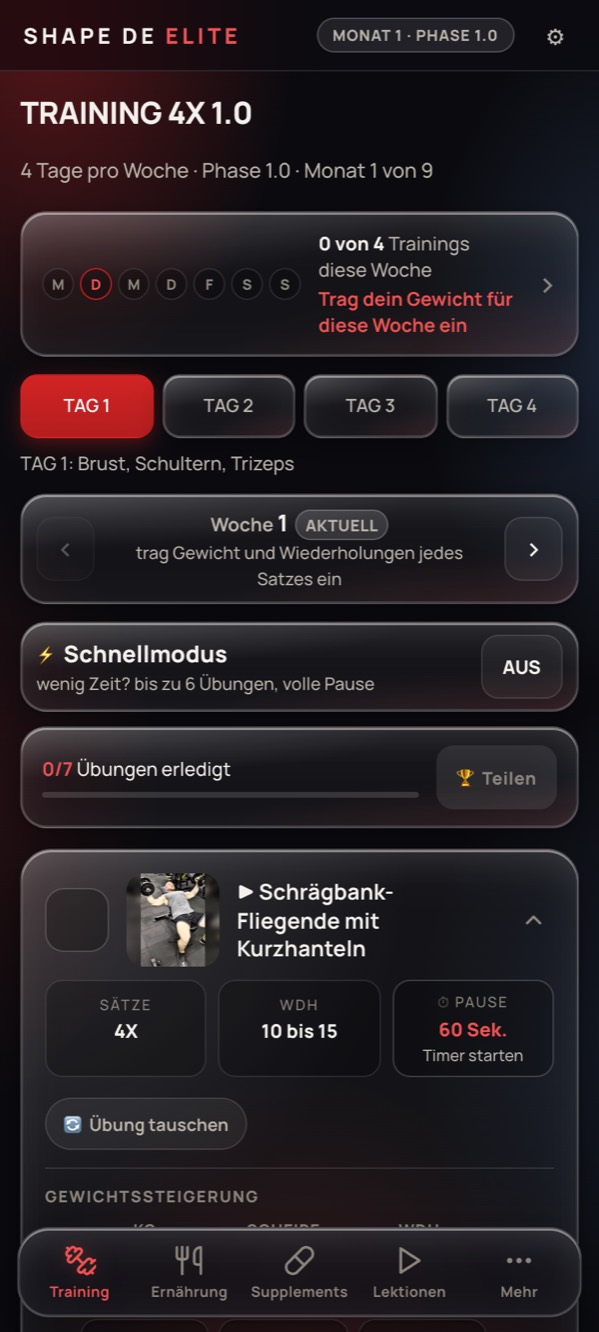 SHAPE DE ELITE
MONAT 1 · PHASE 1.0
TRAINING 4X 1.0
4 Tage pro Woche · Phase 1.0 · Monat 1 von 9
M D M D F S S
0 von 4 Trainings
diese Woche
Trag dein Gewicht für
diese Woche ein
TAG 1
TAG 2
TAG 3
TAG 4
TAG 1: Brust, Schultern, Trizeps
Woche 1 AKTUELL
trag Gewicht und Wiederholungen jedes
Satzes ein
⚡ Schnellmodus
wenig Zeit? bis zu 6 Übungen, volle Pause
AUS
0/7 Übungen erledigt
🏆 Teilen
▶ Schrägbank-
Fliegende mit
Kurzhanteln
SÄTZE
4X
WDH
10 bis 15
⏱ PAUSE
60 Sek.
Timer starten
🔄 Übung tauschen
GEWICHTSSTEIGERUNG
KG SCHEIBE WDH
Training
Ernährung
Supplements
Lektionen
Mehr